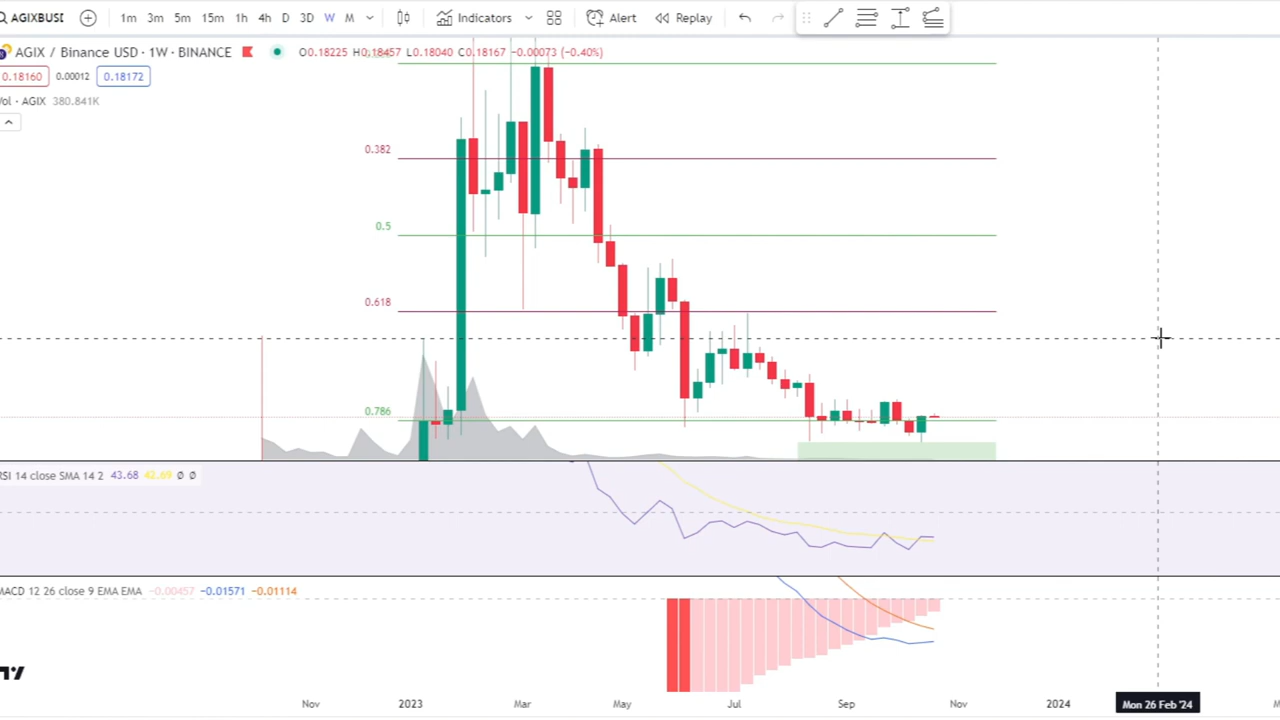 AGIXBUSI 1m 3m 5m 15m 1h 4h D 3D W M Indicators Alert Replay
AGIX / Binance USD · 1W · BINANCE O0.18225 H0.18457 L0.18040 C0.18167 −0.00073 (−0.40%)
0.18160 0.00012 0.18172
Vol · AGIX 380.841K
0.382
0.5
0.618
0.786
RSI 14 close SMA 14 2 43.68 42.69 Ø Ø
MACD 12 26 close 9 EMA EMA −0.00457 −0.01571 −0.01114
Nov 2023 Mar May Jul Sep Nov 2024 Mon 26 Feb '24